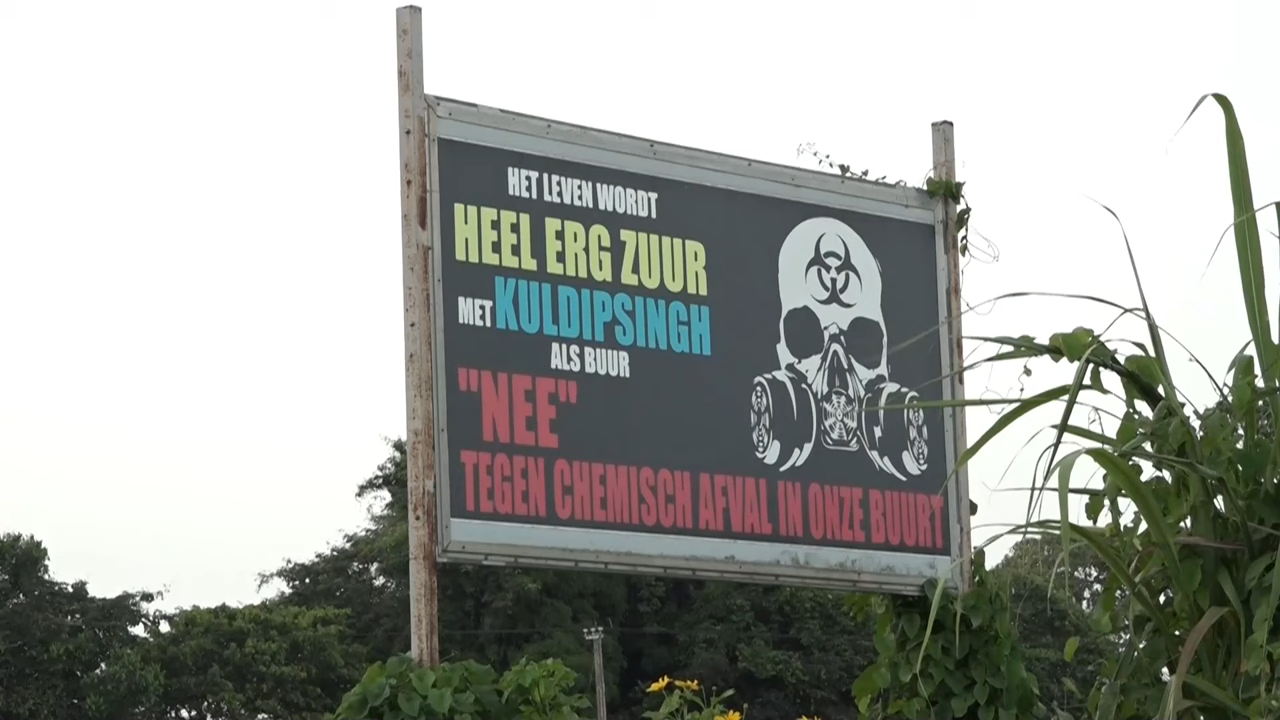 HET LEVEN WORDT
HEEL ERG ZUUR
MET KULDIPSINGH
ALS BUUR
"NEE"
TEGEN CHEMISCH AFVAL IN ONZE BUURT